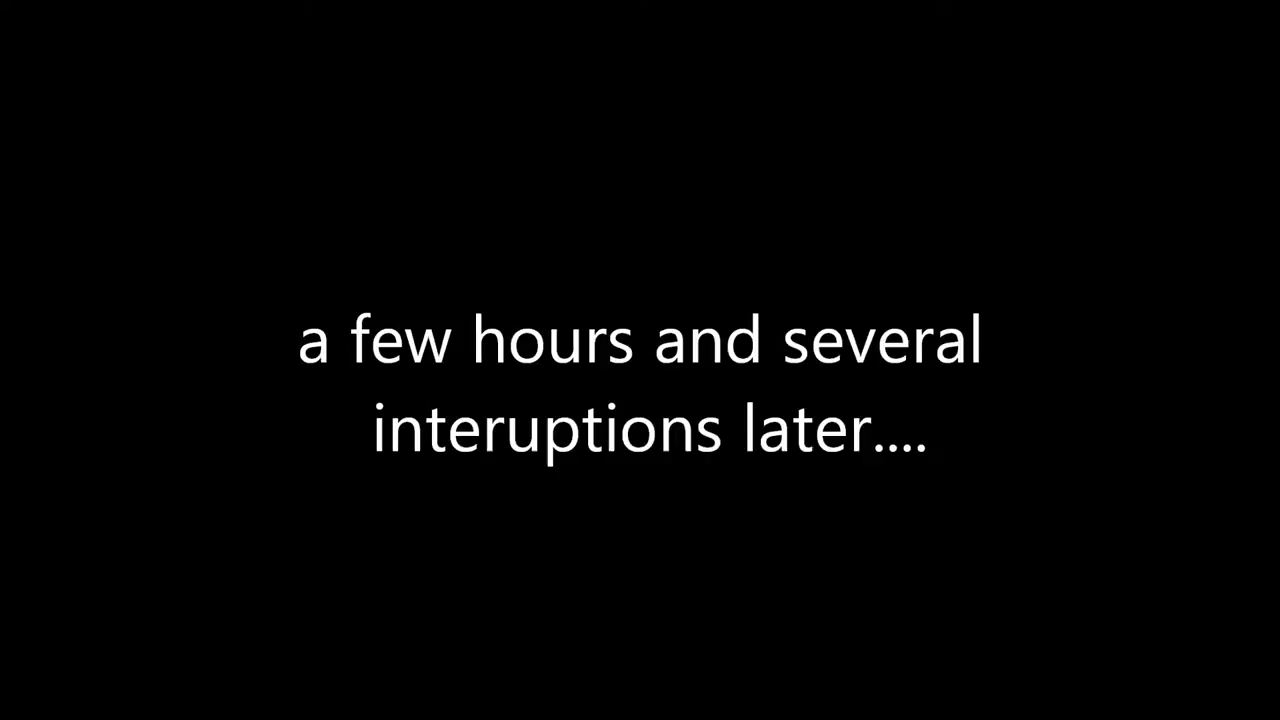 a few hours and several
interuptions later....